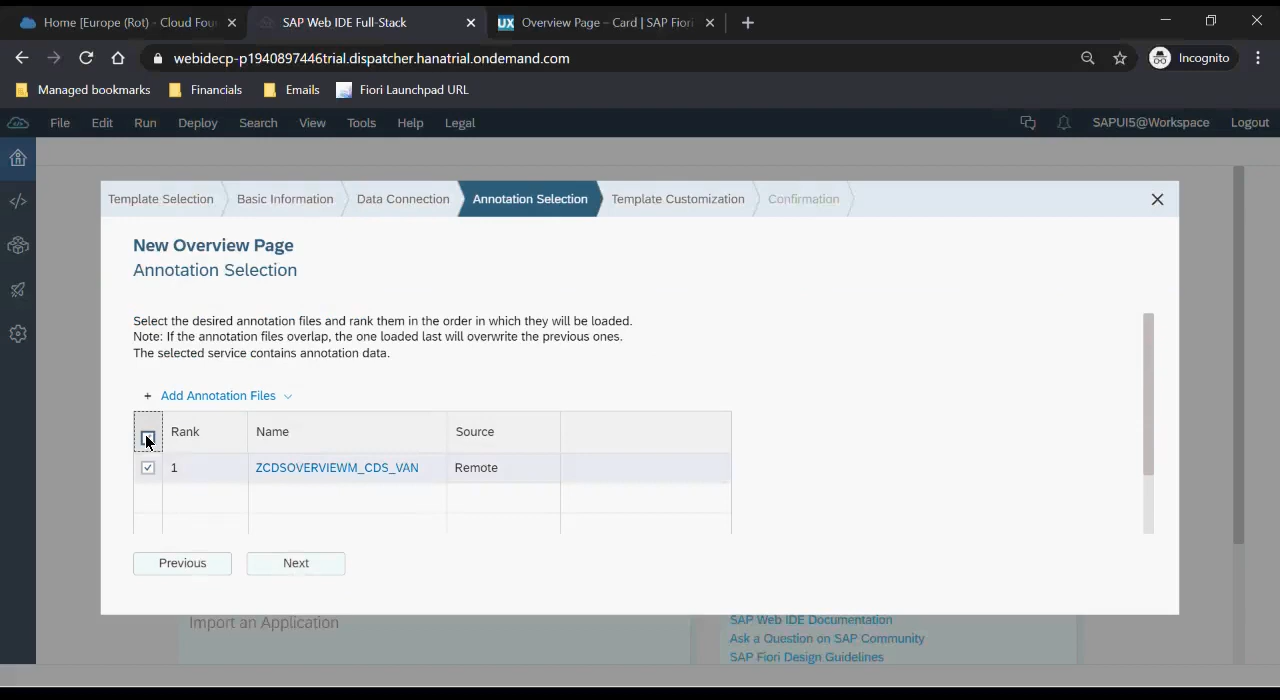 Home [Europe (Rot) - Cloud Fou
SAP Web IDE Full-Stack
UX Overview Page – Card | SAP Fiori
webidecp-p1940897446trial.dispatcher.hanatrial.ondemand.com
Incognito
Managed bookmarks Financials Emails Fiori Launchpad URL
File Edit Run Deploy Search View Tools Help Legal SAPUI5@Workspace Logout
Template Selection Basic Information Data Connection Annotation Selection Template Customization Confirmation
New Overview Page
Annotation Selection
Select the desired annotation files and rank them in the order in which they will be loaded.
Note: If the annotation files overlap, the one loaded last will overwrite the previous ones.
The selected service contains annotation data.
+ Add Annotation Files
Rank Name Source
1 ZCDSOVERVIEWM_CDS_VAN Remote
Previous Next
Import an Application
SAP Web IDE Documentation
Ask a Question on SAP Community
SAP Fiori Design Guidelines